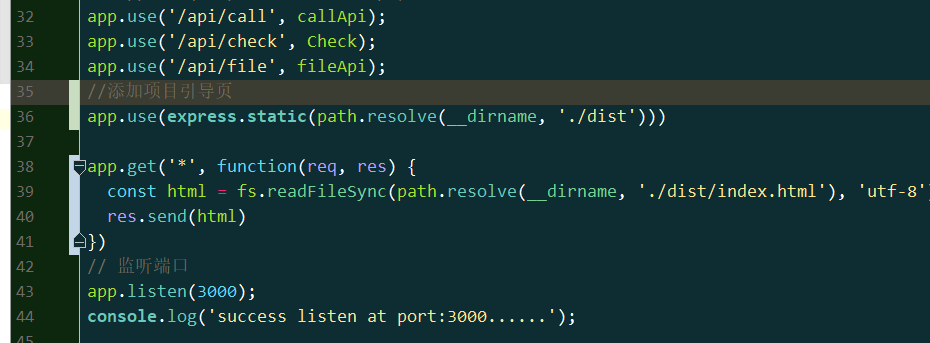 32 app.use('/api/call', callApi);
33 app.use('/api/check', Check);
34 app.use('/api/file', fileApi);
35 //添加项目引导页
36 app.use(express.static(path.resolve(__dirname, './dist')))
37
38 app.get('*', function(req, res) {
39 const html = fs.readFileSync(path.resolve(__dirname, './dist/index.html'), 'utf-8')
40 res.send(html)
41 })
42 // 监听端口
43 app.listen(3000);
44 console.log('success listen at port:3000......');
45